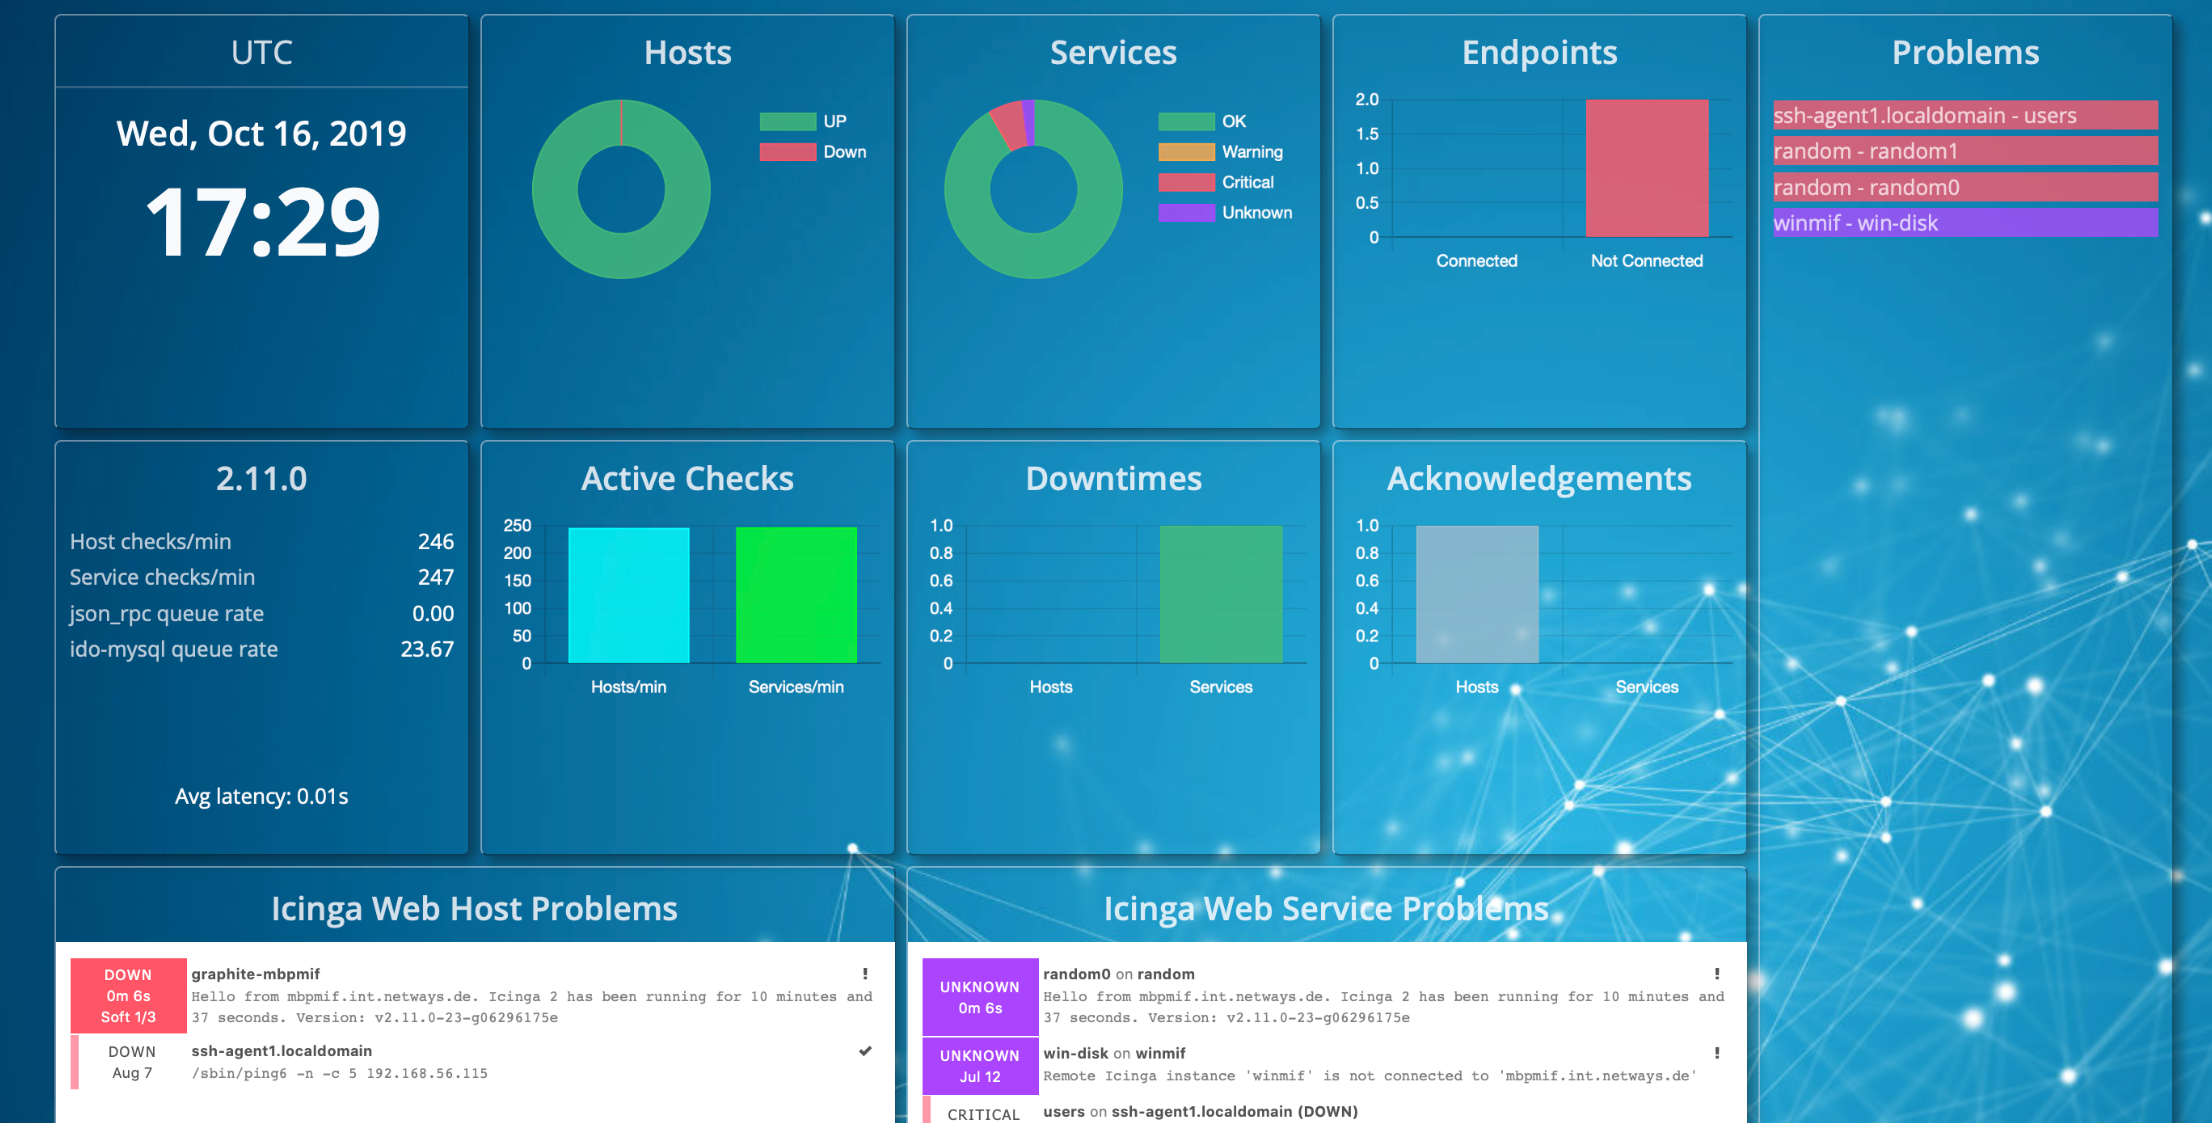 UTC
Wed, Oct 16, 2019
17:29
Hosts
UP
Down
Services
OK
Warning
Critical
Unknown
Endpoints
2.0
1.5
1.0
0.5
0
Connected
Not Connected
Problems
ssh-agent1.localdomain - users
random - random1
random - random0
winmif - win-disk
2.11.0
Host checks/min 246
Service checks/min 247
json_rpc queue rate 0.00
ido-mysql queue rate 23.67
Avg latency: 0.01s
Active Checks
250
200
150
100
50
0
Hosts/min
Services/min
Downtimes
1.0
0.8
0.6
0.4
0.2
0
Hosts
Services
Acknowledgements
1.0
0.8
0.6
0.4
0.2
0
Hosts
Services
Icinga Web Host Problems
DOWN
0m 6s
Soft 1/3
graphite-mbpmif !
Hello from mbpmif.int.netways.de. Icinga 2 has been running for 10 minutes and
37 seconds. Version: v2.11.0-23-g06296175e
DOWN
Aug 7
ssh-agent1.localdomain
/sbin/ping6 -n -c 5 192.168.56.115
Icinga Web Service Problems
UNKNOWN
0m 6s
random0 on random !
Hello from mbpmif.int.netways.de. Icinga 2 has been running for 10 minutes and
37 seconds. Version: v2.11.0-23-g06296175e
UNKNOWN
Jul 12
win-disk on winmif !
Remote Icinga instance 'winmif' is not connected to 'mbpmif.int.netways.de'
CRITICAL
users on ssh-agent1.localdomain (DOWN)